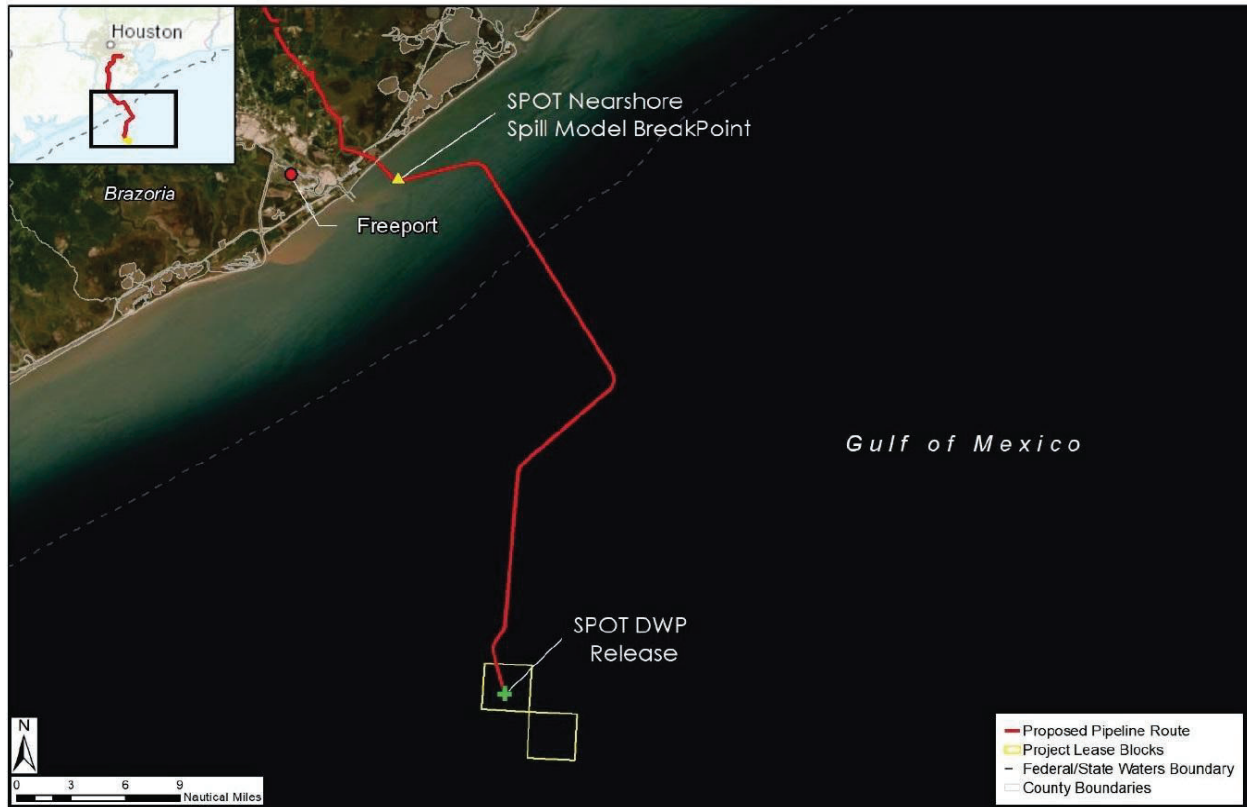 Houston
SPOT Nearshore
Spill Model BreakPoint
Brazoria
Freeport
Gulf of Mexico
SPOT DWP
Release
N
0 3 6 9
Nautical Miles
Proposed Pipeline Route
Project Lease Blocks
Federal/State Waters Boundary
County Boundaries